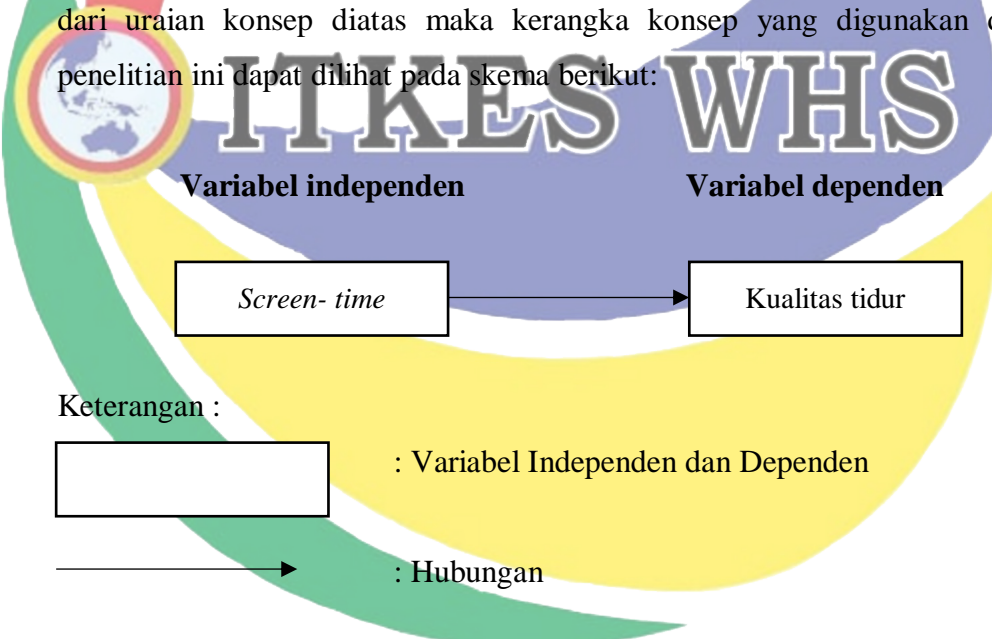 dari uraian konsep diatas maka kerangka konsep yang digunakan
penelitian ini dapat dilihat pada skema berikut:
ITKES WHS
Variabel independen Variabel dependen
Screen- time Kualitas tidur
Keterangan :
: Variabel Independen dan Dependen
: Hubungan